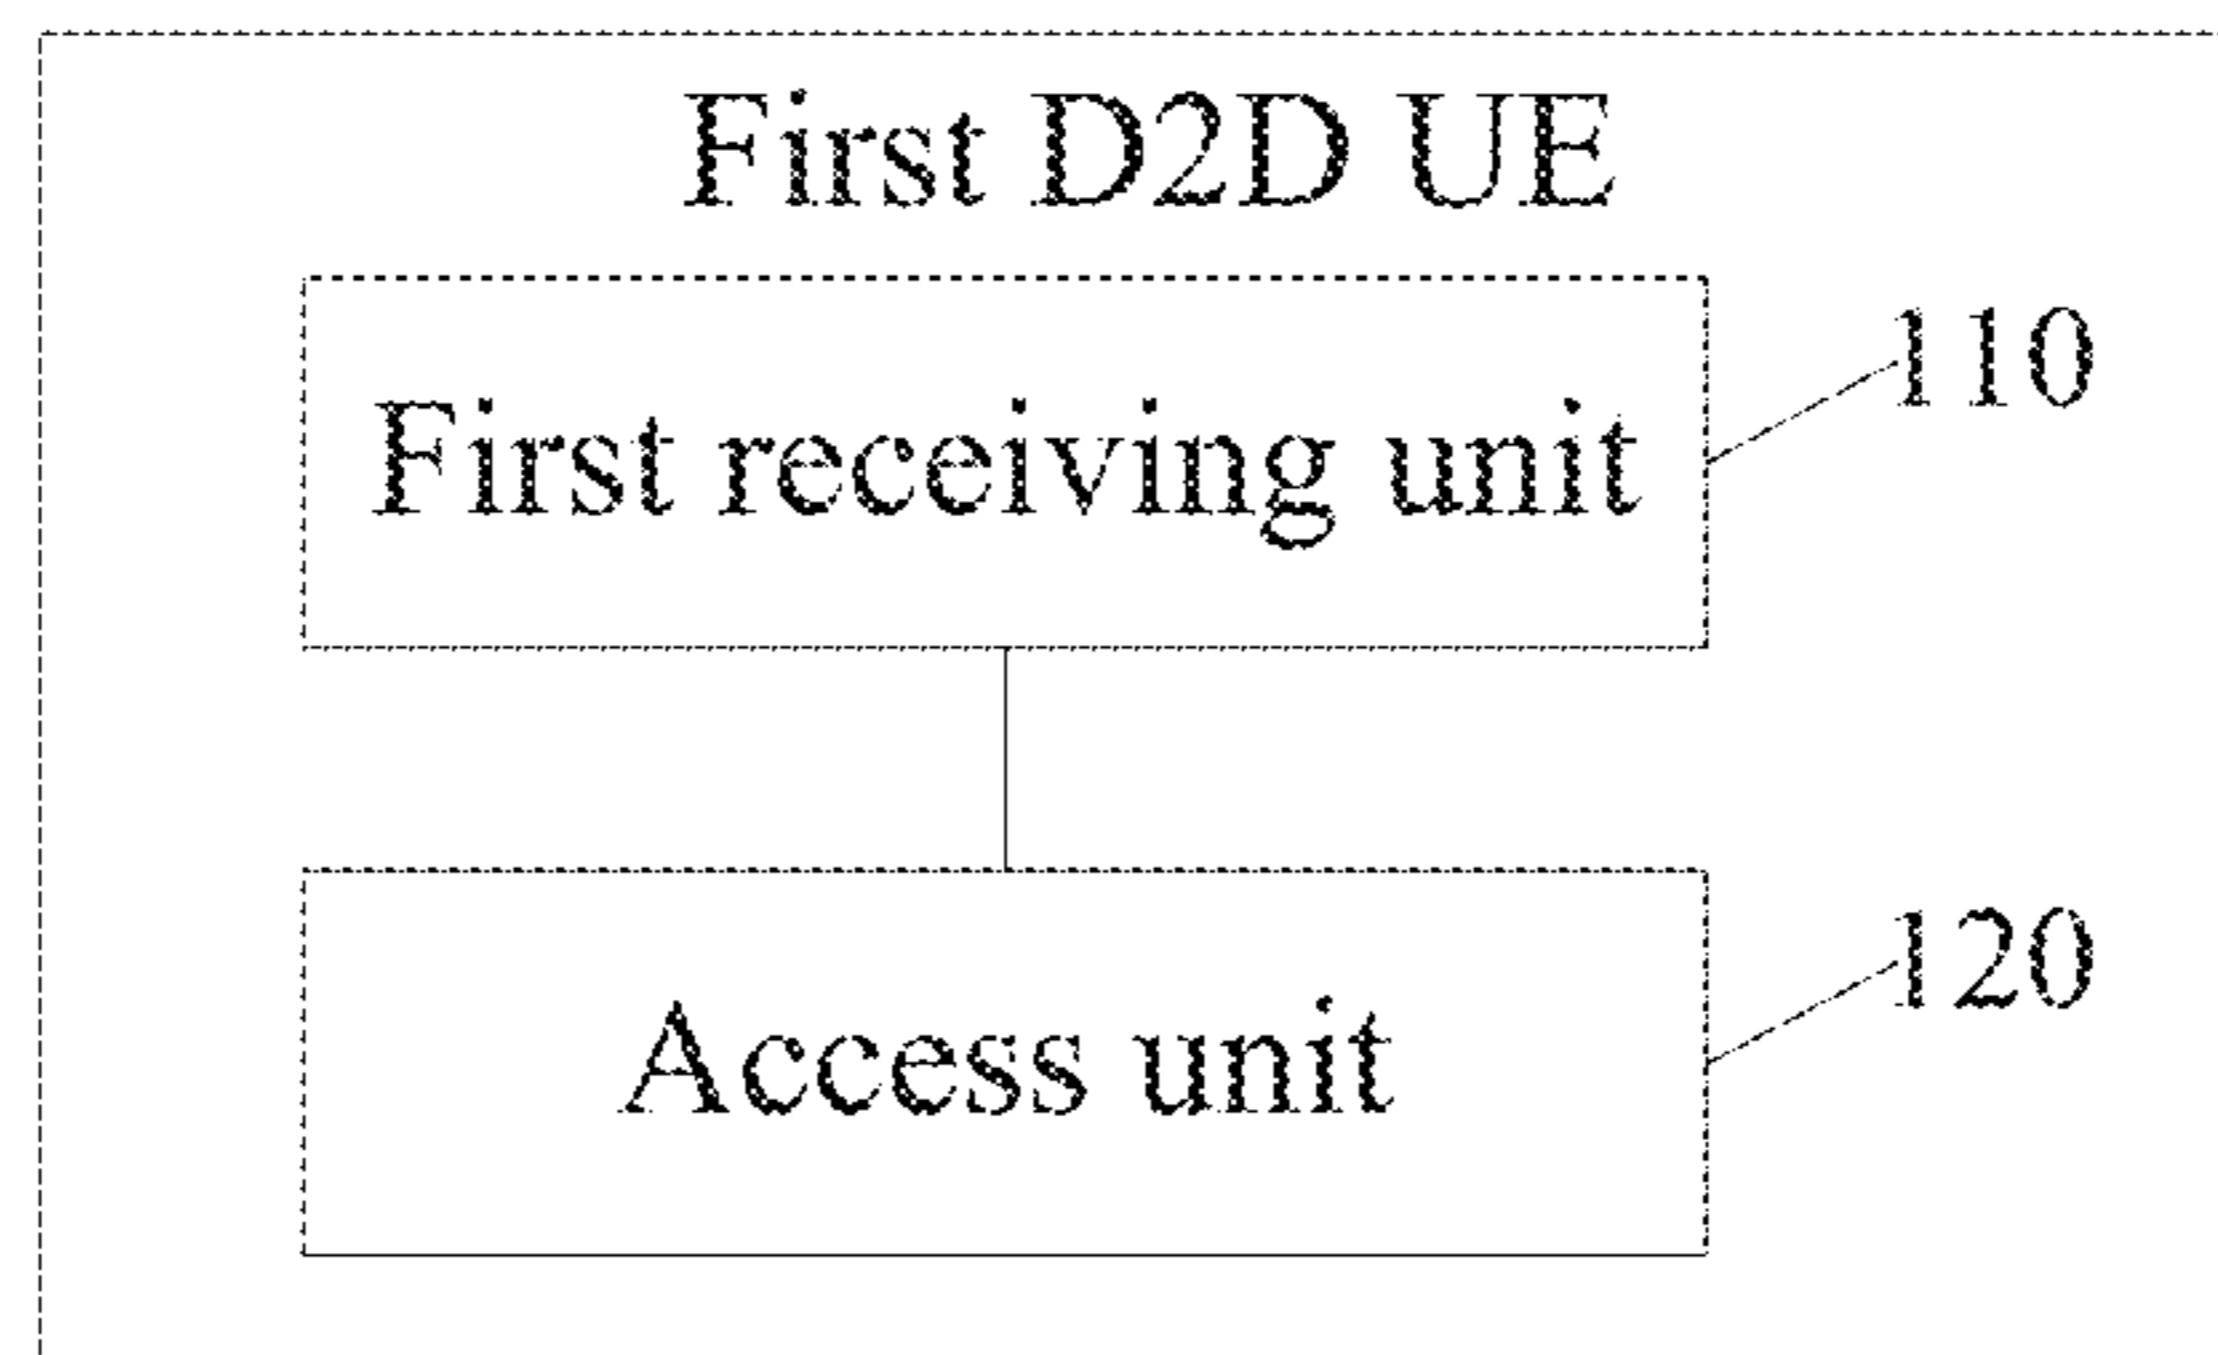 First D2D UE
110
First receiving unit
120
Access unit